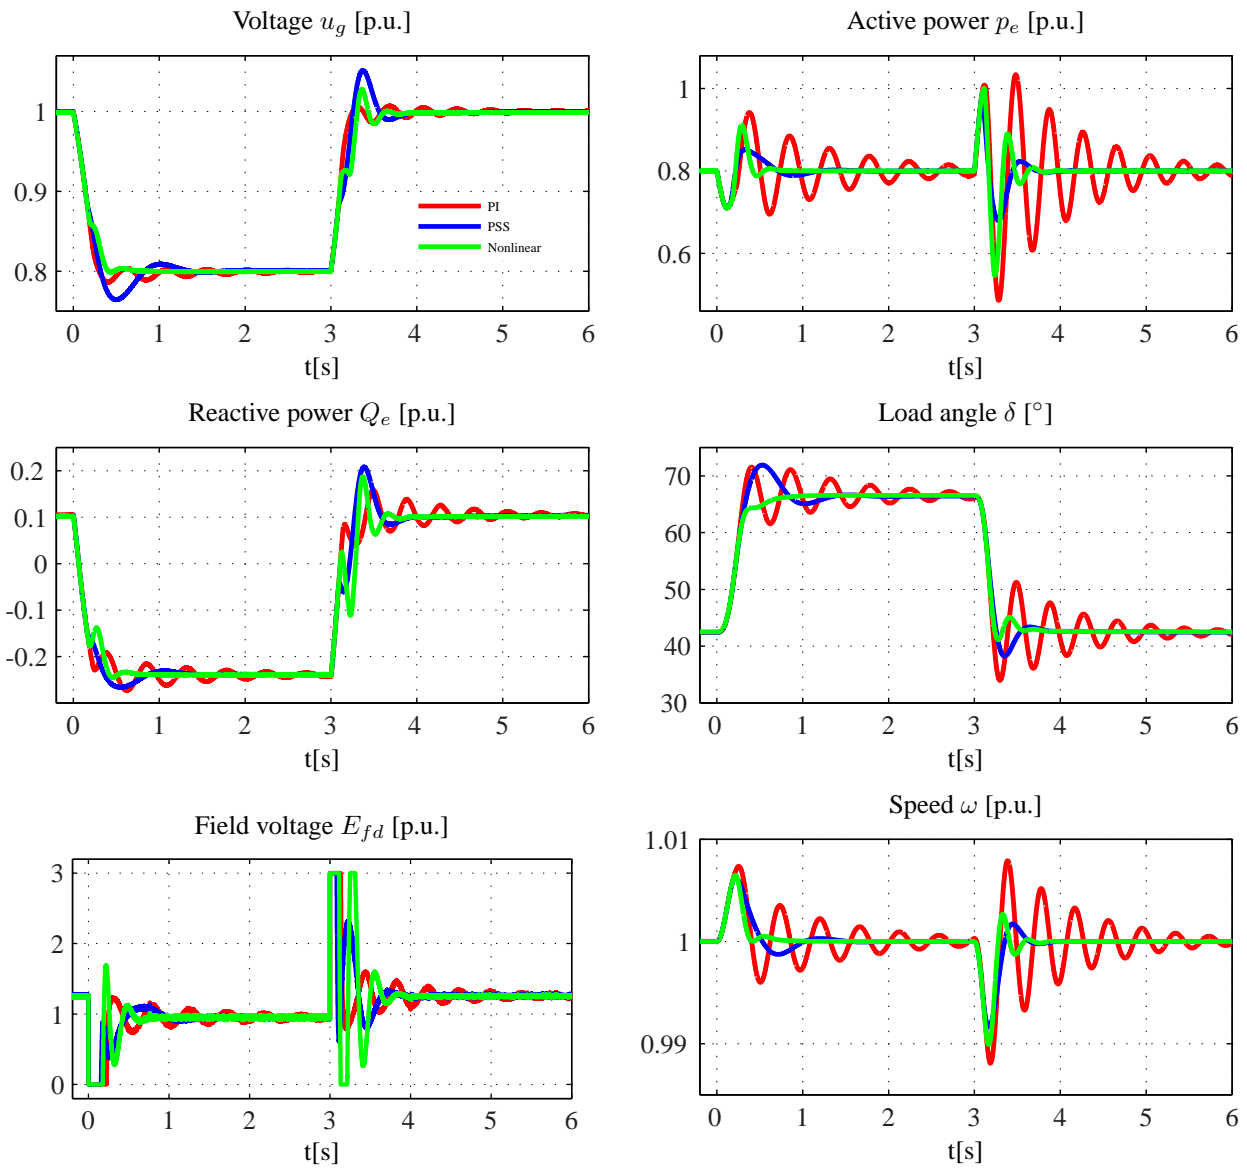 Voltage u_g [p.u.]
1
0.9
0.8
PI
PSS
Nonlinear
0 1 2 3 4 5 6
t[s]
Active power p_e [p.u.]
1
0.8
0.6
0 1 2 3 4 5 6
t[s]
Reactive power Q_e [p.u.]
0.2
0.1
0
-0.1
-0.2
0 1 2 3 4 5 6
t[s]
Load angle δ [°]
70
60
50
40
30
0 1 2 3 4 5 6
t[s]
Field voltage E_{fd} [p.u.]
3
2
1
0
0 1 2 3 4 5 6
t[s]
Speed ω [p.u.]
1.01
1
0.99
0 1 2 3 4 5 6
t[s]